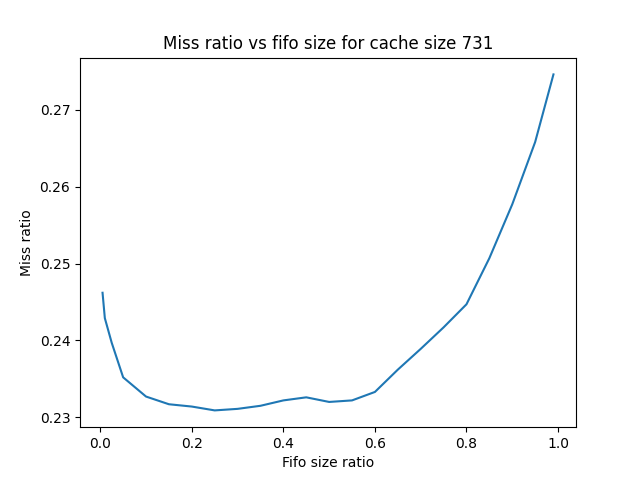 Miss ratio vs fifo size for cache size 731
Miss ratio
0.27
0.26
0.25
0.24
0.23
0.0 0.2 0.4 0.6 0.8 1.0
Fifo size ratio